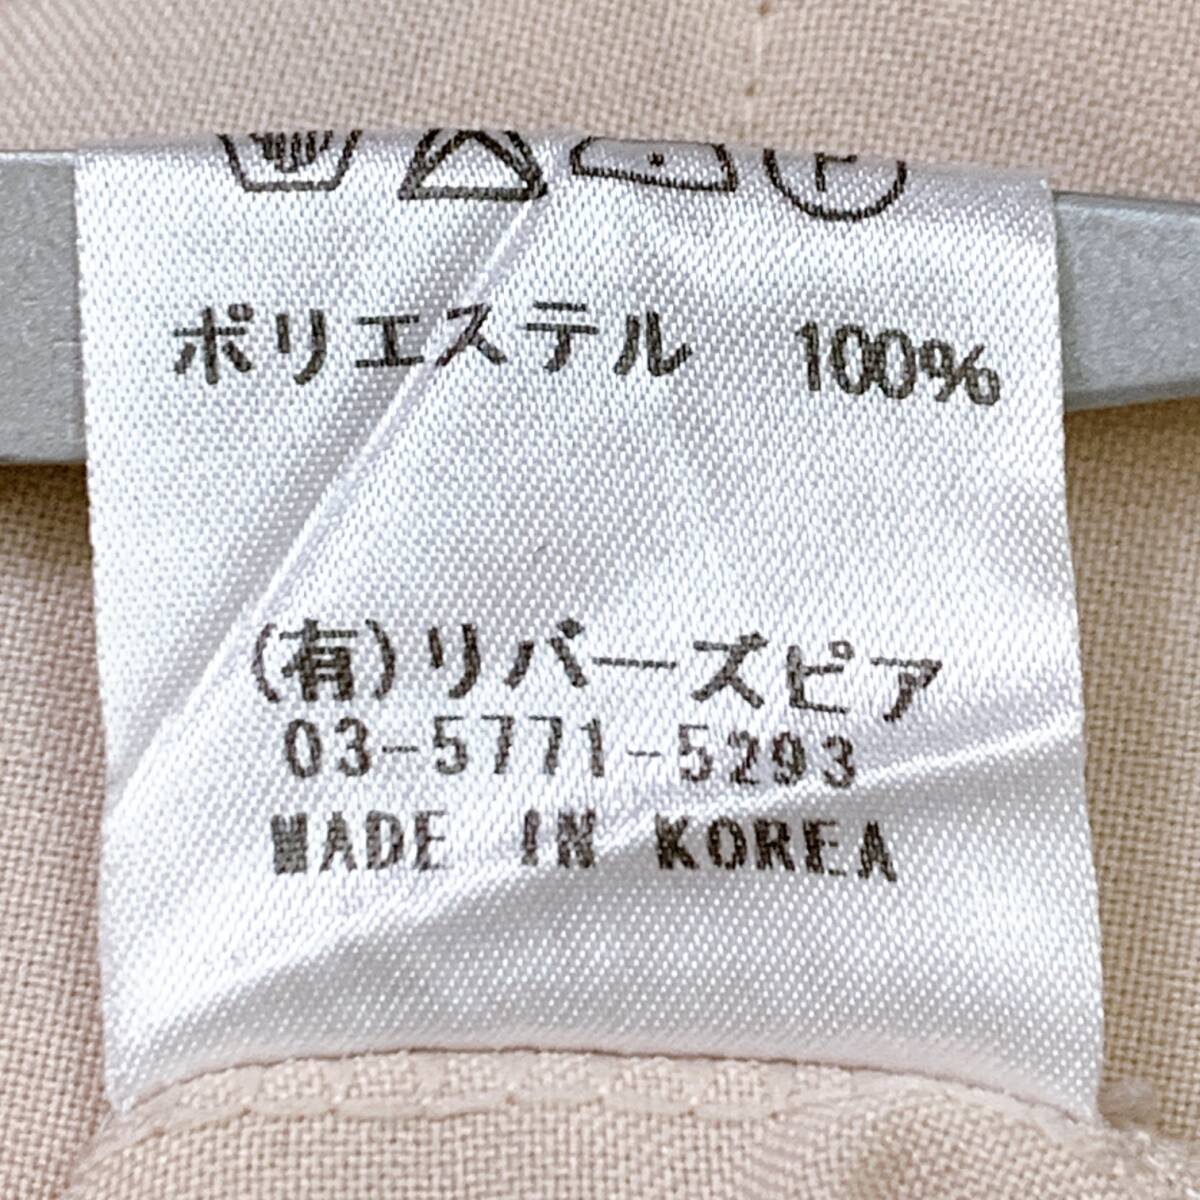 P
ポリエステル 100%
(有)リバーズピア
03-5771-5293
MADE IN KOREA